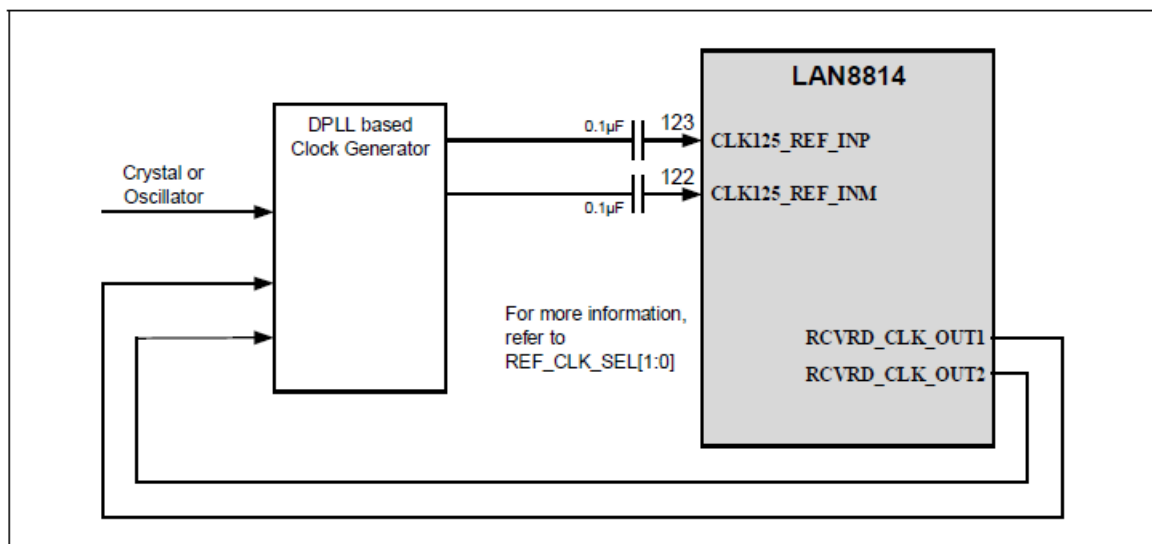 LAN8814
DPLL based
Clock Generator
0.1µF
123
CLK125_REF_INP
Crystal or
Oscillator
122
0.1µF
CLK125_REF_INM
For more information,
refer to
REF_CLK_SEL[1:0]
RCVRD_CLK_OUT1
RCVRD_CLK_OUT2